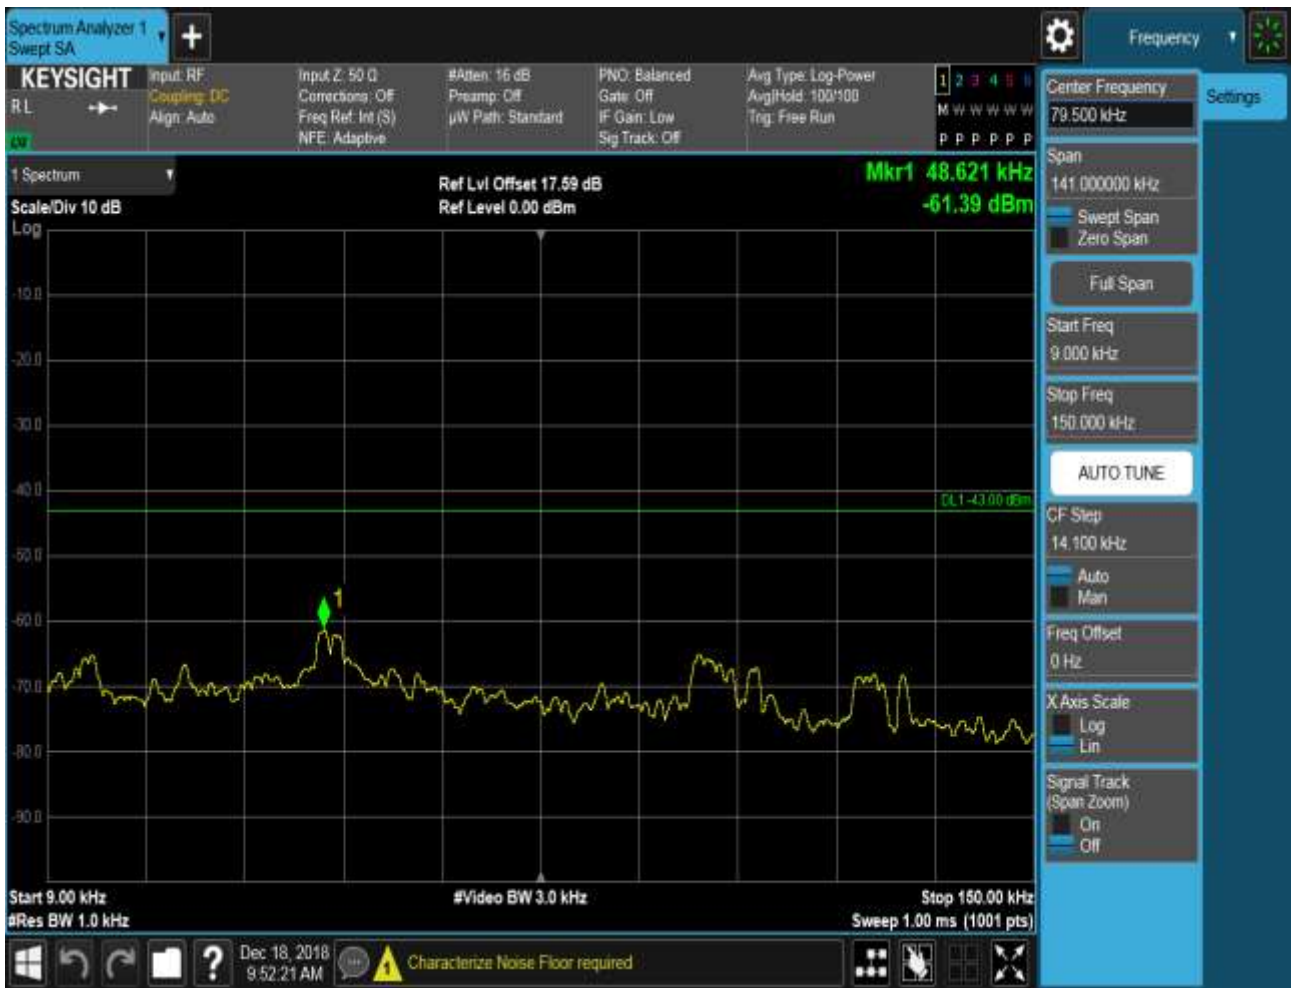 Spectrum Analyzer 1
Swept SA
Frequency
KEYSIGHT
R L
Input: RF
Coupling: DC
Align: Auto
Input Z: 50 Ω
Corrections: Off
Freq Ref: Int (S)
NFE: Adaptive
#Atten: 16 dB
Preamp: Off
µW Path: Standard
PNO: Balanced
Gate: Off
IF Gain: Low
Sig Track: Off
Avg Type: Log-Power
Avg|Hold: 100/100
Trig: Free Run
1 2 3 4 5 6
M W W W W W
P P P P P P
1 Spectrum
Scale/Div 10 dB
Log
Ref Lvl Offset 17.59 dB
Ref Level 0.00 dBm
Mkr1 48.621 kHz
-61.39 dBm
-10.0
-20.0
-30.0
-40.0
-50.0
-60.0
-70.0
-80.0
-90.0
DL1 -43.00 dBm
1
Start 9.00 kHz
#Res BW 1.0 kHz
#Video BW 3.0 kHz
Stop 150.00 kHz
Sweep 1.00 ms (1001 pts)
Center Frequency
79.500 kHz
Settings
Span
141.000000 kHz
Swept Span
Zero Span
Full Span
Start Freq
9.000 kHz
Stop Freq
150.000 kHz
AUTO TUNE
CF Step
14.100 kHz
Auto
Man
Freq Offset
0 Hz
X Axis Scale
Log
Lin
Signal Track
(Span Zoom)
On
Off
?
Dec 18, 2018
9:52:21 AM
1
Characterize Noise Floor required